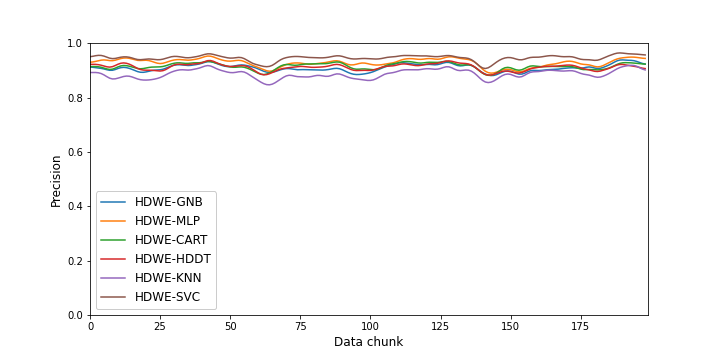 1.0
0.8
0.6
0.4
0.2
0.0
Precision
HDWE-GNB
HDWE-MLP
HDWE-CART
HDWE-HDDT
HDWE-KNN
HDWE-SVC
0 25 50 75 100 125 150 175
Data chunk